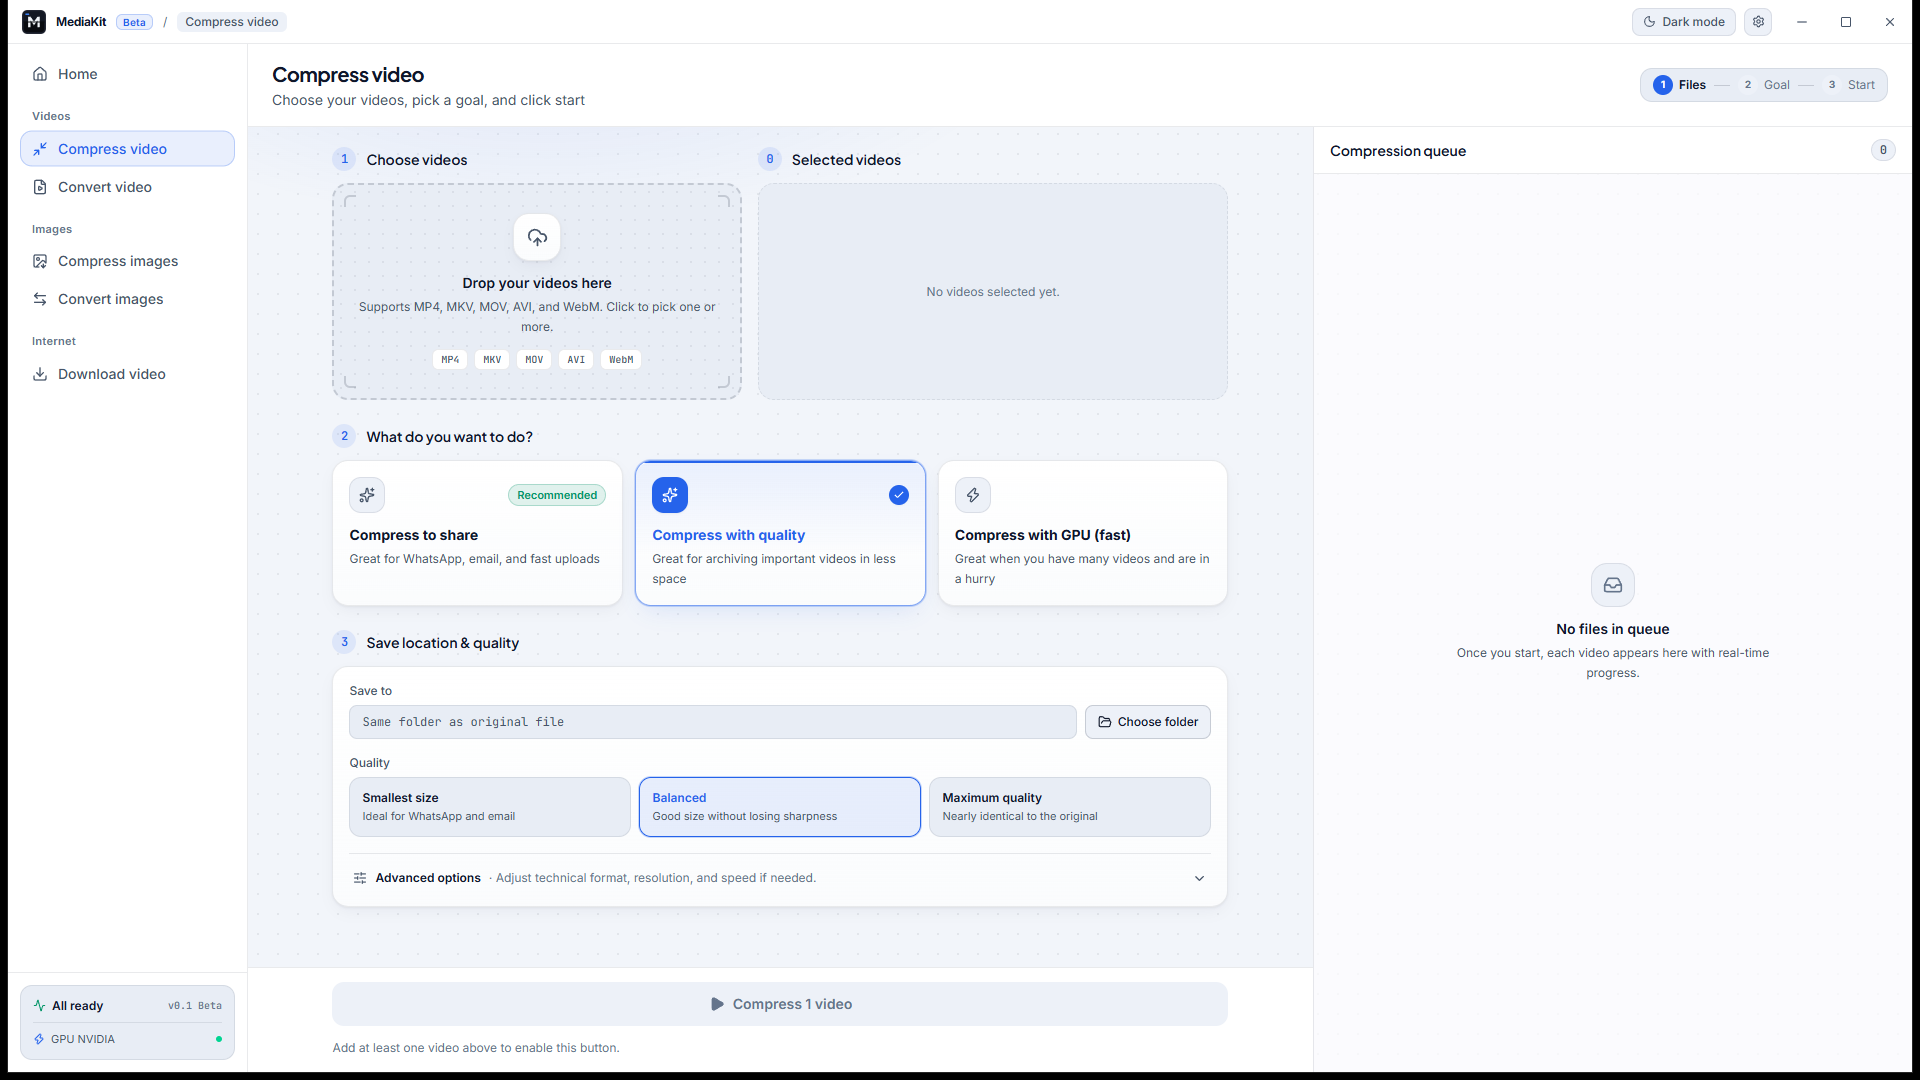 MediaKit Beta / Compress video
Dark mode
Home
Videos
Compress video
Convert video
Images
Compress images
Convert images
Internet
Download video
All ready v0.1 Beta
GPU NVIDIA
Compress video
Choose your videos, pick a goal, and click start
1 Files 2 Goal 3 Start
1 Choose videos
Drop your videos here
Supports MP4, MKV, MOV, AVI, and WebM. Click to pick one or
more.
MP4 MKV MOV AVI WebM
0 Selected videos
No videos selected yet.
2 What do you want to do?
Recommended
Compress to share
Great for WhatsApp, email, and fast uploads
Compress with quality
Great for archiving important videos in less
space
Compress with GPU (fast)
Great when you have many videos and are in
a hurry
3 Save location & quality
Save to
Same folder as original file
Choose folder
Quality
Smallest size
Ideal for WhatsApp and email
Balanced
Good size without losing sharpness
Maximum quality
Nearly identical to the original
Advanced options · Adjust technical format, resolution, and speed if needed.
Compress 1 video
Add at least one video above to enable this button.
Compression queue 0
No files in queue
Once you start, each video appears here with real-time
progress.